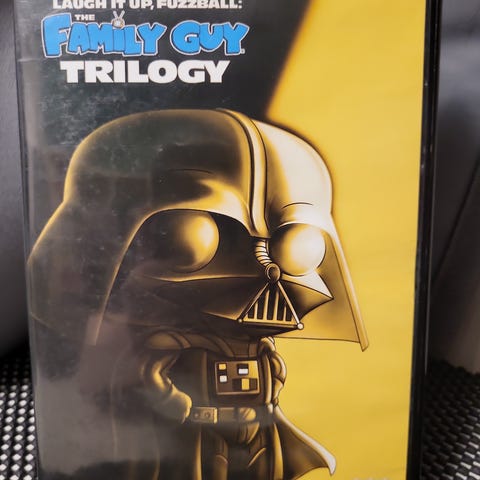 LAUGH IT UP, FUZZBALL:
THE
FAMILY GUY
TRILOGY